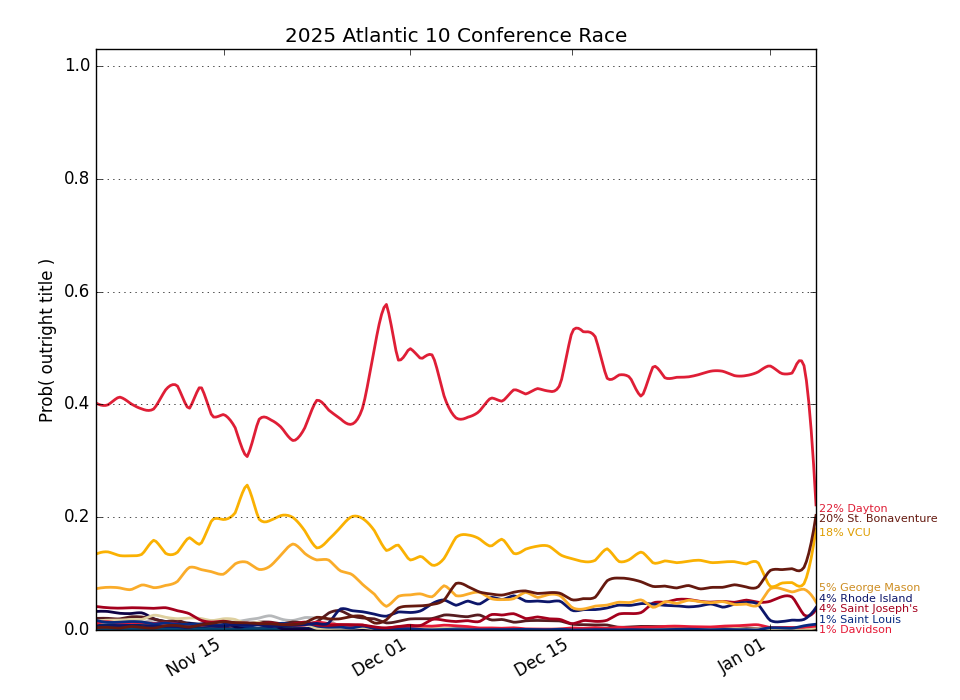 2025 Atlantic 10 Conference Race
Prob( outright title )
1.0
0.8
0.6
0.4
0.2
0.0
Nov 15
Dec 01
Dec 15
Jan 01
22% Dayton
20% St. Bonaventure
18% VCU
5% George Mason
4% Rhode Island
4% Saint Joseph's
1% Saint Louis
1% Davidson